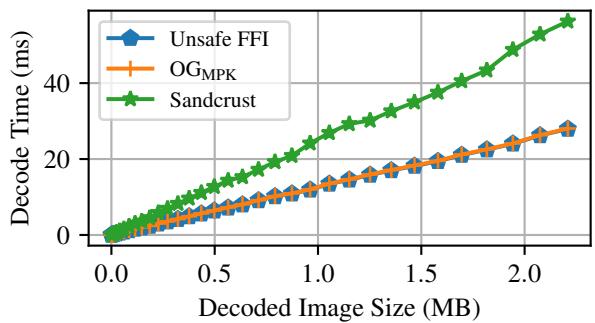 Unsafe FFI
OG_MPK
Sandcrust
Decode Time (ms)
40
20
0
0.0 0.5 1.0 1.5 2.0
Decoded Image Size (MB)